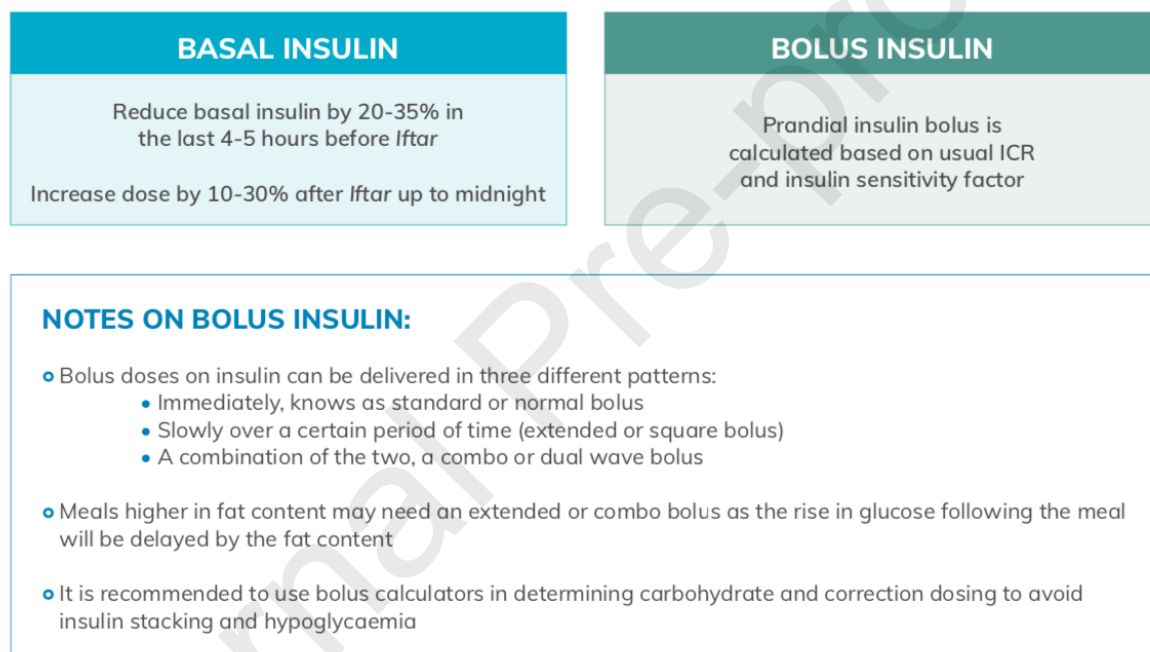 BASAL INSULIN
Reduce basal insulin by 20-35% in
the last 4-5 hours before Iftar
Increase dose by 10-30% after Iftar up to midnight
BOLUS INSULIN
Prandial insulin bolus is
calculated based on usual ICR
and insulin sensitivity factor
NOTES ON BOLUS INSULIN:
Bolus doses on insulin can be delivered in three different patterns:
• Immediately, knows as standard or normal bolus
• Slowly over a certain period of time (extended or square bolus)
• A combination of the two, a combo or dual wave bolus
Meals higher in fat content may need an extended or combo bolus as the rise in glucose following the meal
will be delayed by the fat content
It is recommended to use bolus calculators in determining carbohydrate and correction dosing to avoid
insulin stacking and hypoglycaemia
rnal Pre-pro